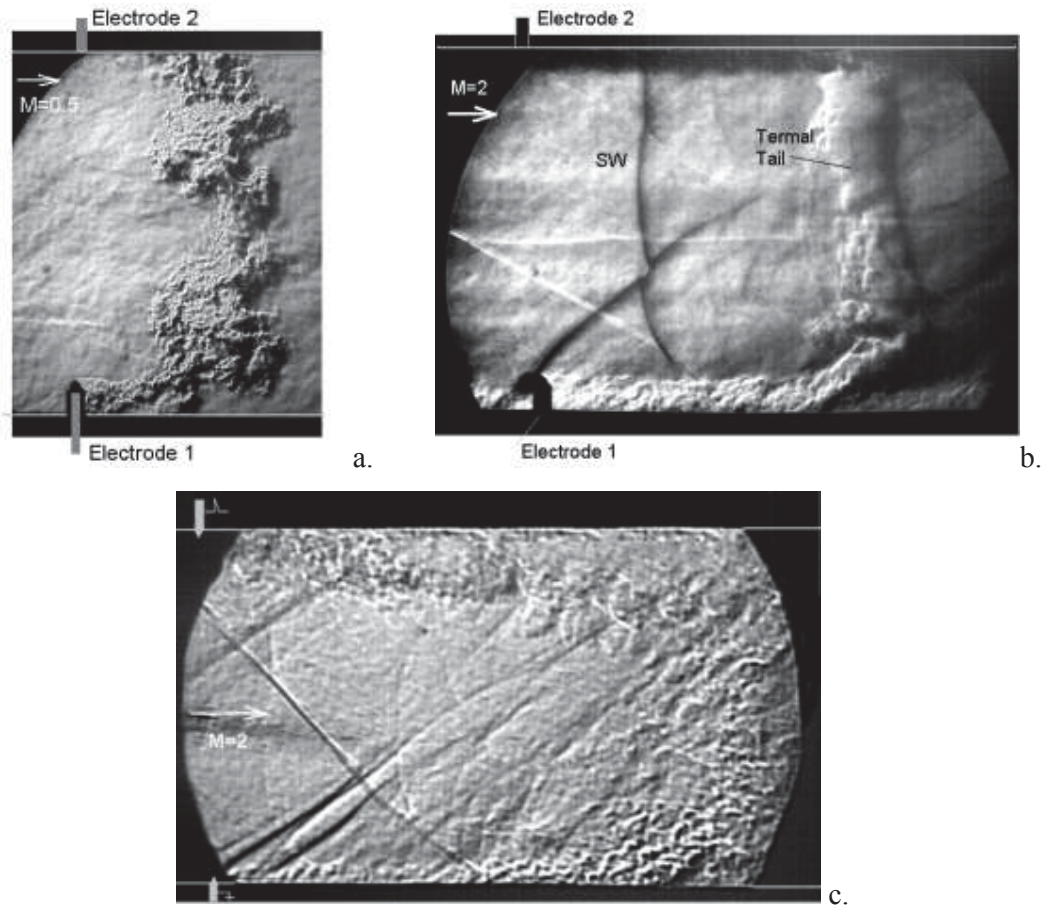 Electrode 2
M=0.5
Electrode 1
a.
Electrode 2
M=2
SW
Termal
Tail
Electrode 1
b.
M=2
c.